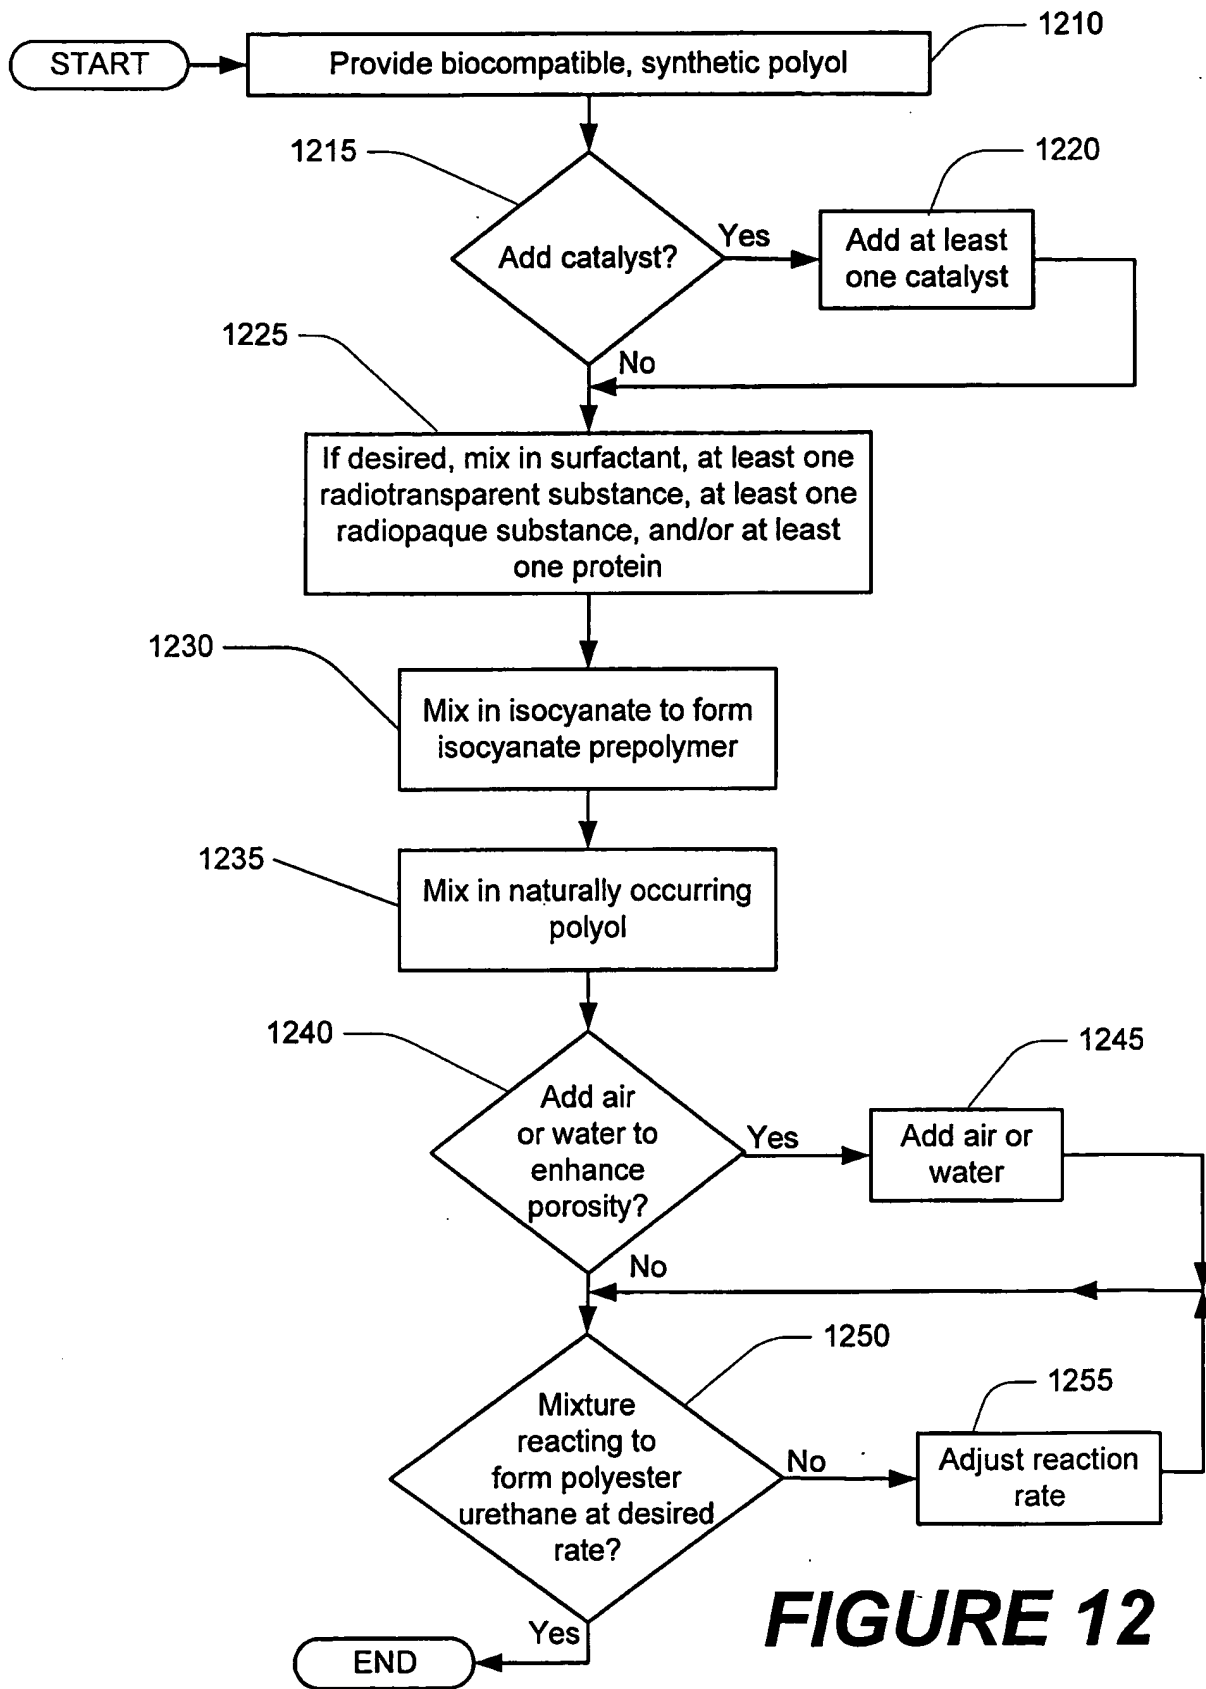 1210
START
Provide biocompatible, synthetic polyol
1215
1220
Add catalyst?
Yes
Add at least
one catalyst
1225
No
If desired, mix in surfactant, at least one
radiotransparent substance, at least one
radiopaque substance, and/or at least
one protein
1230
Mix in isocyanate to form
isocyanate prepolymer
1235
Mix in naturally occurring
polyol
1240
1245
Add air
or water to
enhance
porosity?
Yes
Add air or
water
No
1250
1255
Mixture
reacting to
form polyester
urethane at desired
rate?
No
Adjust reaction
rate
Yes
END
FIGURE 12